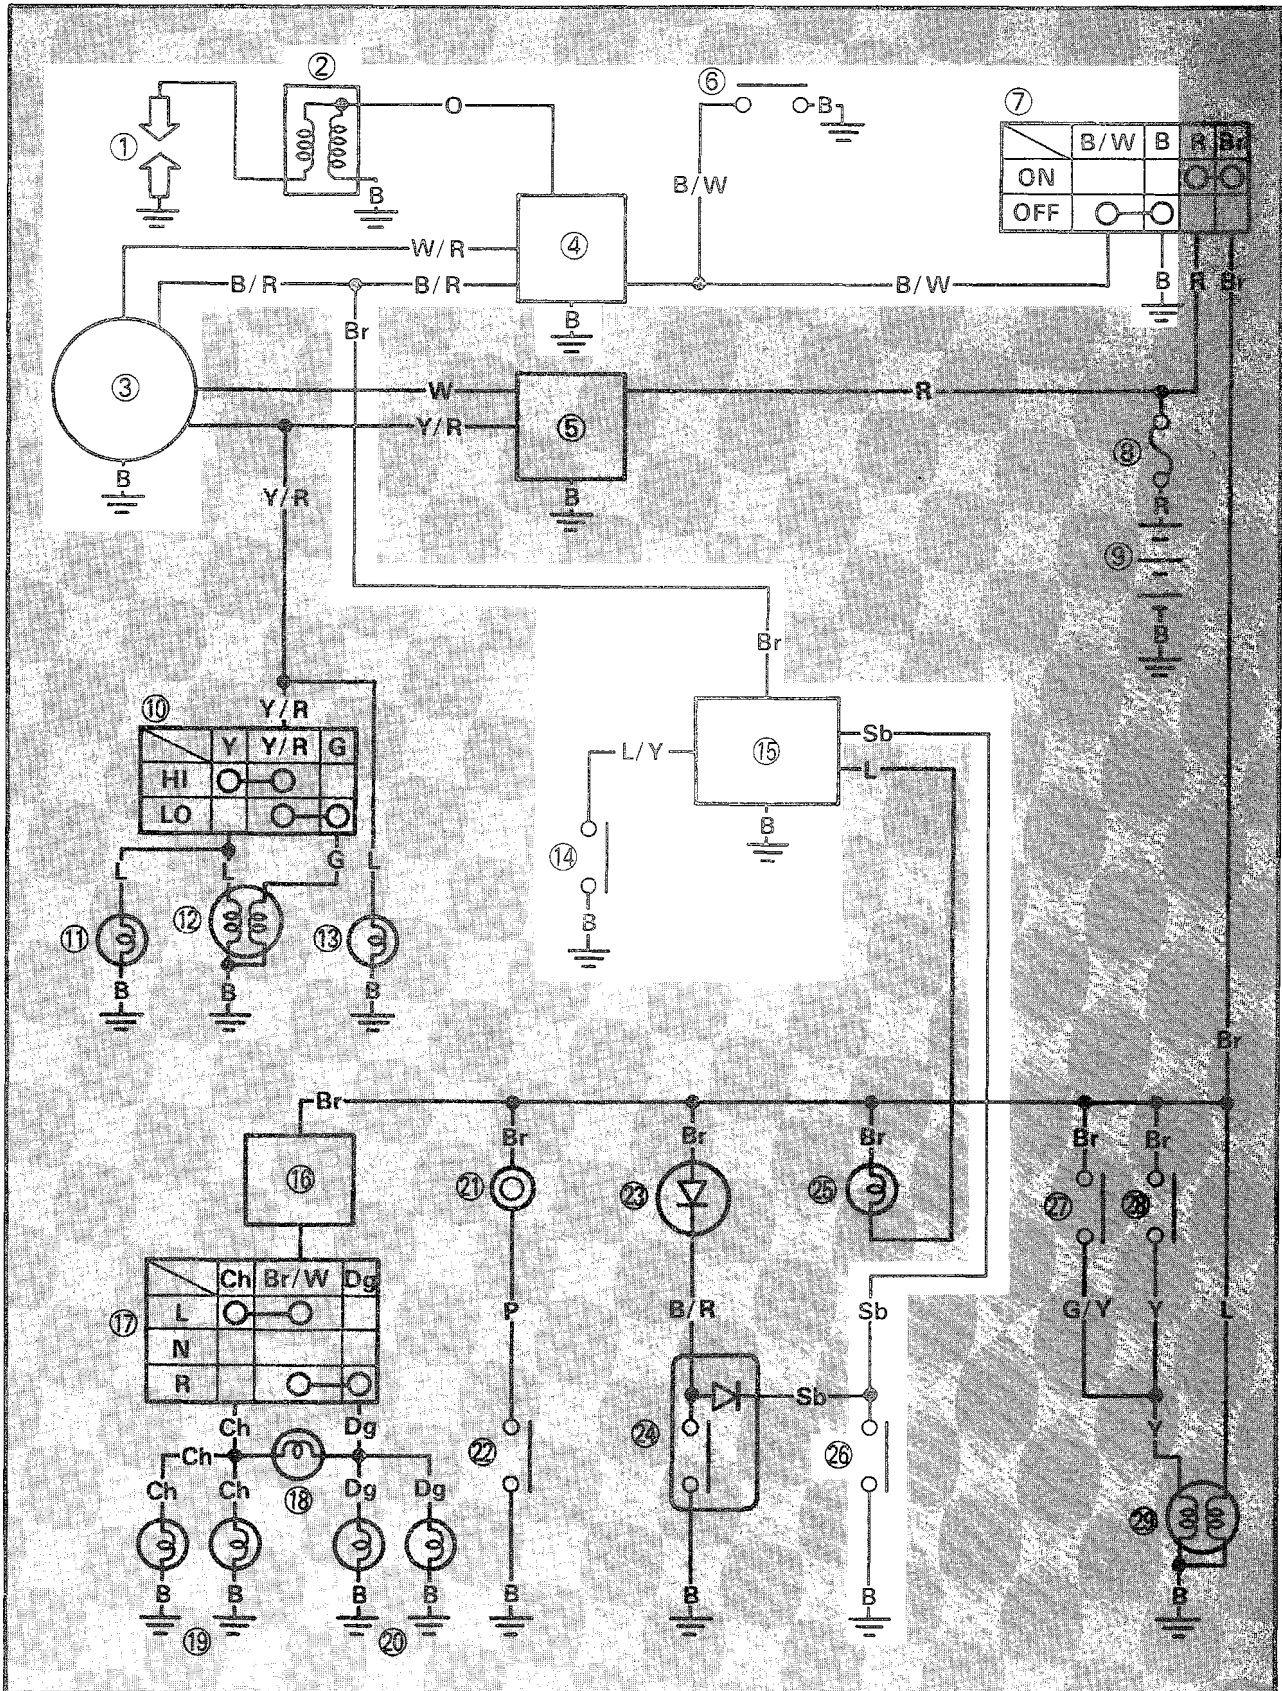 ②
⑥
⑦
O
B
①
B/W B R Br
ON
OFF
B/W
B
W/R
④
B/R B/R
B/W
B R Br
Br
B
③
W
⑤
R
Y/R
⑧
B
Y/R
B
R
⑨
B
Br
⑩
Y/R
Y Y/R G
HI
LO
L/Y
⑮
Sb
L
B
⑭
L L G L
⑪
⑫
⑬
B
B B B
Br
Br
Br Br Br Br Br
⑯
㉑
㉓
㉕
㉗
㉘
Ch Br/W Dg
⑰
L
N
R
P
B/R
Sb
G/Y Y L
Ch Dg
Sb
Y
Ch
㉒
㉔
㉖
Ch Ch
⑱
Dg Dg
㉙
B B B B B B B B
⑲
⑳